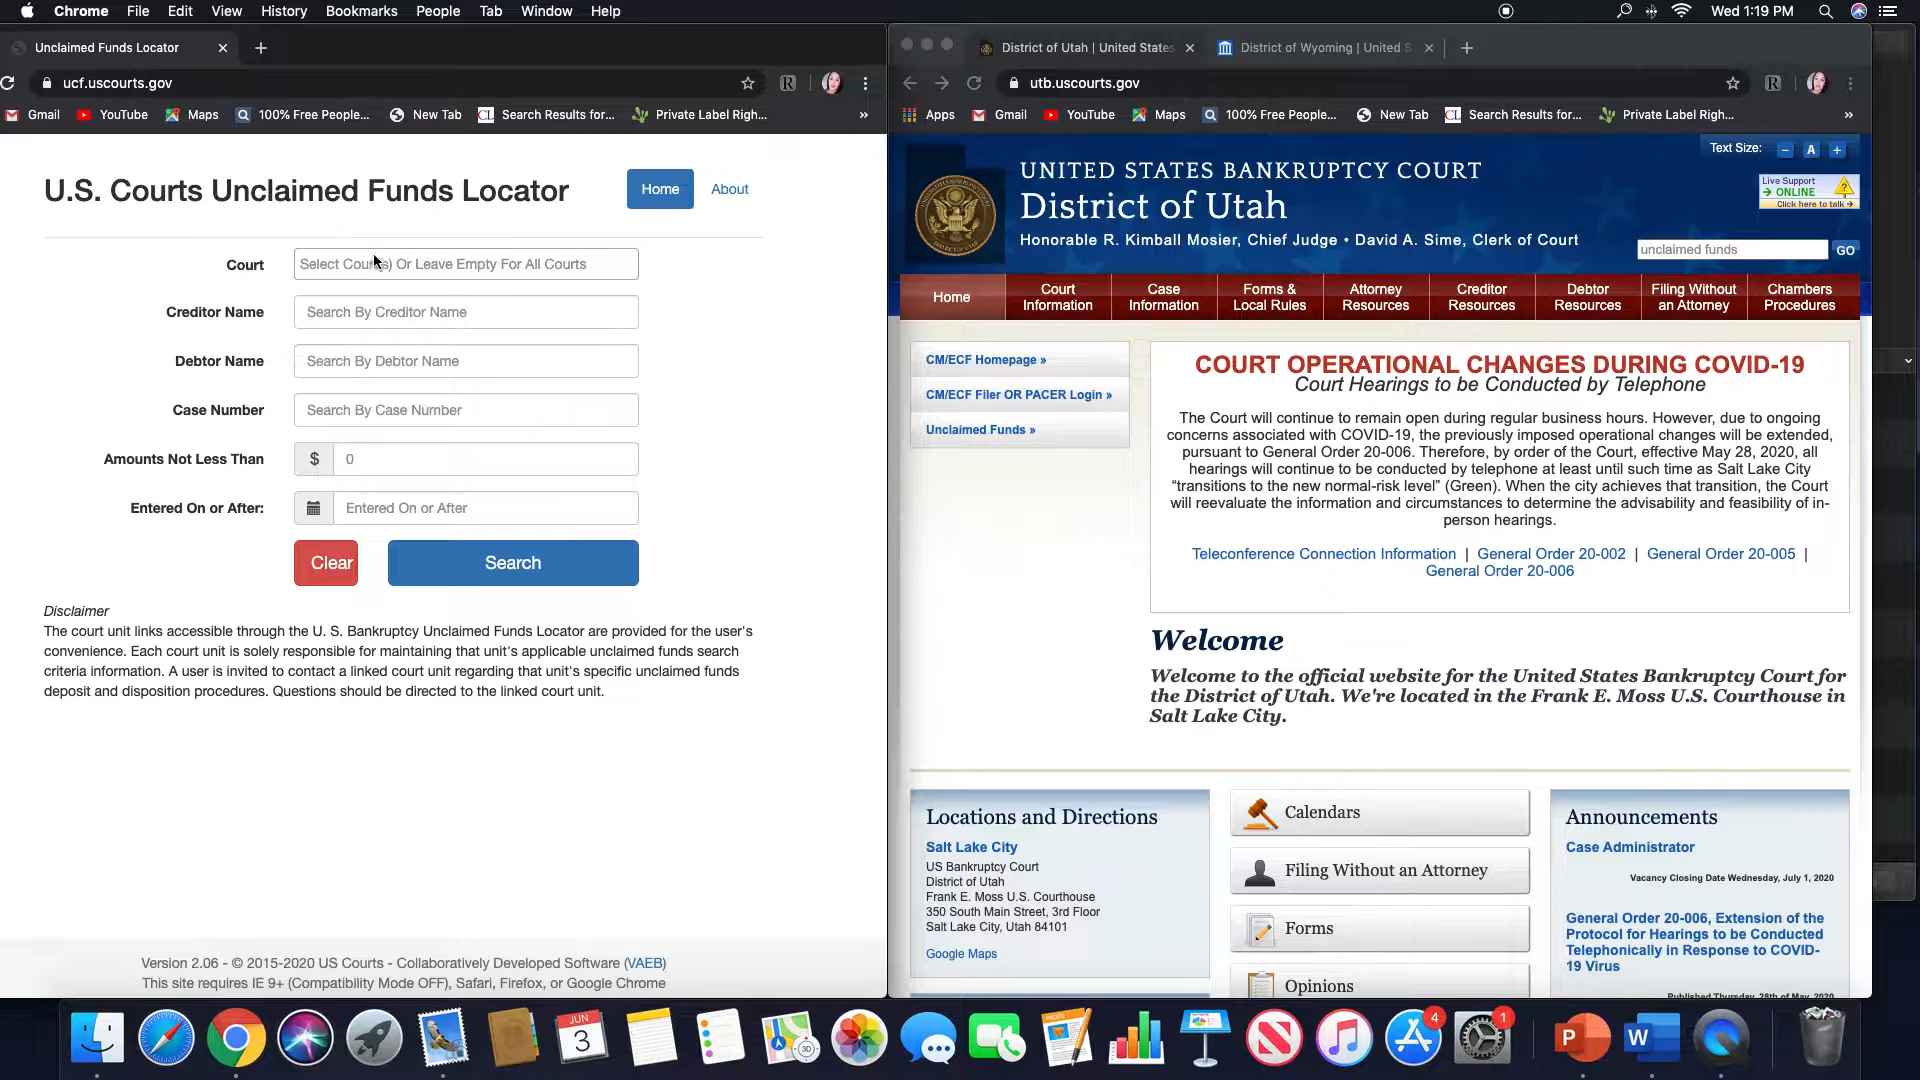 Chrome File Edit View History Bookmarks People Tab Window Help
Wed 1:19 PM
Unclaimed Funds Locator
ucf.uscourts.gov
Gmail YouTube Maps 100% Free People... New Tab Search Results for... Private Label Righ... »
U.S. Courts Unclaimed Funds Locator
Home About
Court Select Court(s) Or Leave Empty For All Courts
Creditor Name Search By Creditor Name
Debtor Name Search By Debtor Name
Case Number Search By Case Number
Amounts Not Less Than $ 0
Entered On or After: Entered On or After
Clear Search
Disclaimer
The court unit links accessible through the U. S. Bankruptcy Unclaimed Funds Locator are provided for the user's
convenience. Each court unit is solely responsible for maintaining that unit's applicable unclaimed funds search
criteria information. A user is invited to contact a linked court unit regarding that unit's specific unclaimed funds
deposit and disposition procedures. Questions should be directed to the linked court unit.
Version 2.06 - © 2015-2020 US Courts - Collaboratively Developed Software (VAEB)
This site requires IE 9+ (Compatibility Mode OFF), Safari, Firefox, or Google Chrome
District of Utah | United States District of Wyoming | United S
utb.uscourts.gov
Apps Gmail YouTube Maps 100% Free People... New Tab Search Results for... Private Label Righ... »
Text Size: - A +
Live Support
ONLINE
Click here to talk
UNITED STATES BANKRUPTCY COURT
District of Utah
Honorable R. Kimball Mosier, Chief Judge • David A. Sime, Clerk of Court
unclaimed funds GO
Home
Court Information
Case Information
Forms & Local Rules
Attorney Resources
Creditor Resources
Debtor Resources
Filing Without an Attorney
Chambers Procedures
CM/ECF Homepage »
CM/ECF Filer OR PACER Login »
Unclaimed Funds »
COURT OPERATIONAL CHANGES DURING COVID-19
Court Hearings to be Conducted by Telephone
The Court will continue to remain open during regular business hours. However, due to ongoing
concerns associated with COVID-19, the previously imposed operational changes will be extended,
pursuant to General Order 20-006. Therefore, by order of the Court, effective May 28, 2020, all
hearings will continue to be conducted by telephone at least until such time as Salt Lake City
“transitions to the new normal-risk level” (Green). When the city achieves that transition, the Court
will reevaluate the information and circumstances to determine the advisability and feasibility of in-
person hearings.
Teleconference Connection Information | General Order 20-002 | General Order 20-005 |
General Order 20-006
Welcome
Welcome to the official website for the United States Bankruptcy Court for
the District of Utah. We're located in the Frank E. Moss U.S. Courthouse in
Salt Lake City.
Locations and Directions
Salt Lake City
US Bankruptcy Court
District of Utah
Frank E. Moss U.S. Courthouse
350 South Main Street, 3rd Floor
Salt Lake City, Utah 84101
Google Maps
Calendars
Filing Without an Attorney
Forms
Opinions
Announcements
Case Administrator
Vacancy Closing Date Wednesday, July 1, 2020
General Order 20-006, Extension of the
Protocol for Hearings to be Conducted
Telephonically in Response to COVID-
19 Virus
Published Thursday, 28th of May, 2020
JUN
3
4
1